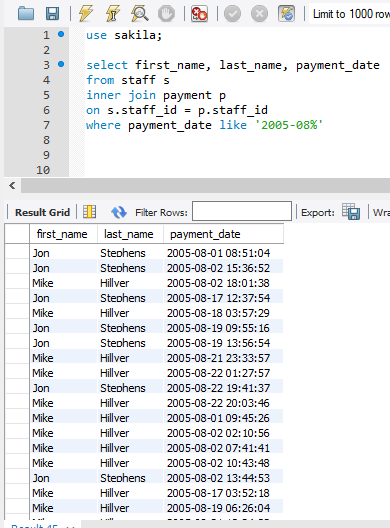 Limit to 1000 row
1 use sakila;
2
3 select first_name, last_name, payment_date
4 from staff s
5 inner join payment p
6 on s.staff_id = p.staff_id
7 where payment_date like '2005-08%'
8
9
10
Result Grid Filter Rows: Export: Wra
first_name last_name payment_date
Jon Stephens 2005-08-01 08:51:04
Jon Stephens 2005-08-02 15:36:52
Mike Hillyer 2005-08-02 18:01:38
Jon Stephens 2005-08-17 12:37:54
Mike Hillyer 2005-08-18 03:57:29
Jon Stephens 2005-08-19 09:55:16
Jon Stephens 2005-08-19 13:56:54
Mike Hillyer 2005-08-21 23:33:57
Mike Hillyer 2005-08-22 01:27:57
Jon Stephens 2005-08-22 19:41:37
Mike Hillyer 2005-08-22 20:03:46
Mike Hillyer 2005-08-01 09:45:26
Mike Hillyer 2005-08-02 02:10:56
Mike Hillyer 2005-08-02 07:41:41
Mike Hillyer 2005-08-02 10:43:48
Jon Stephens 2005-08-02 13:44:53
Mike Hillyer 2005-08-17 03:52:18
Mike Hillyer 2005-08-19 06:26:04